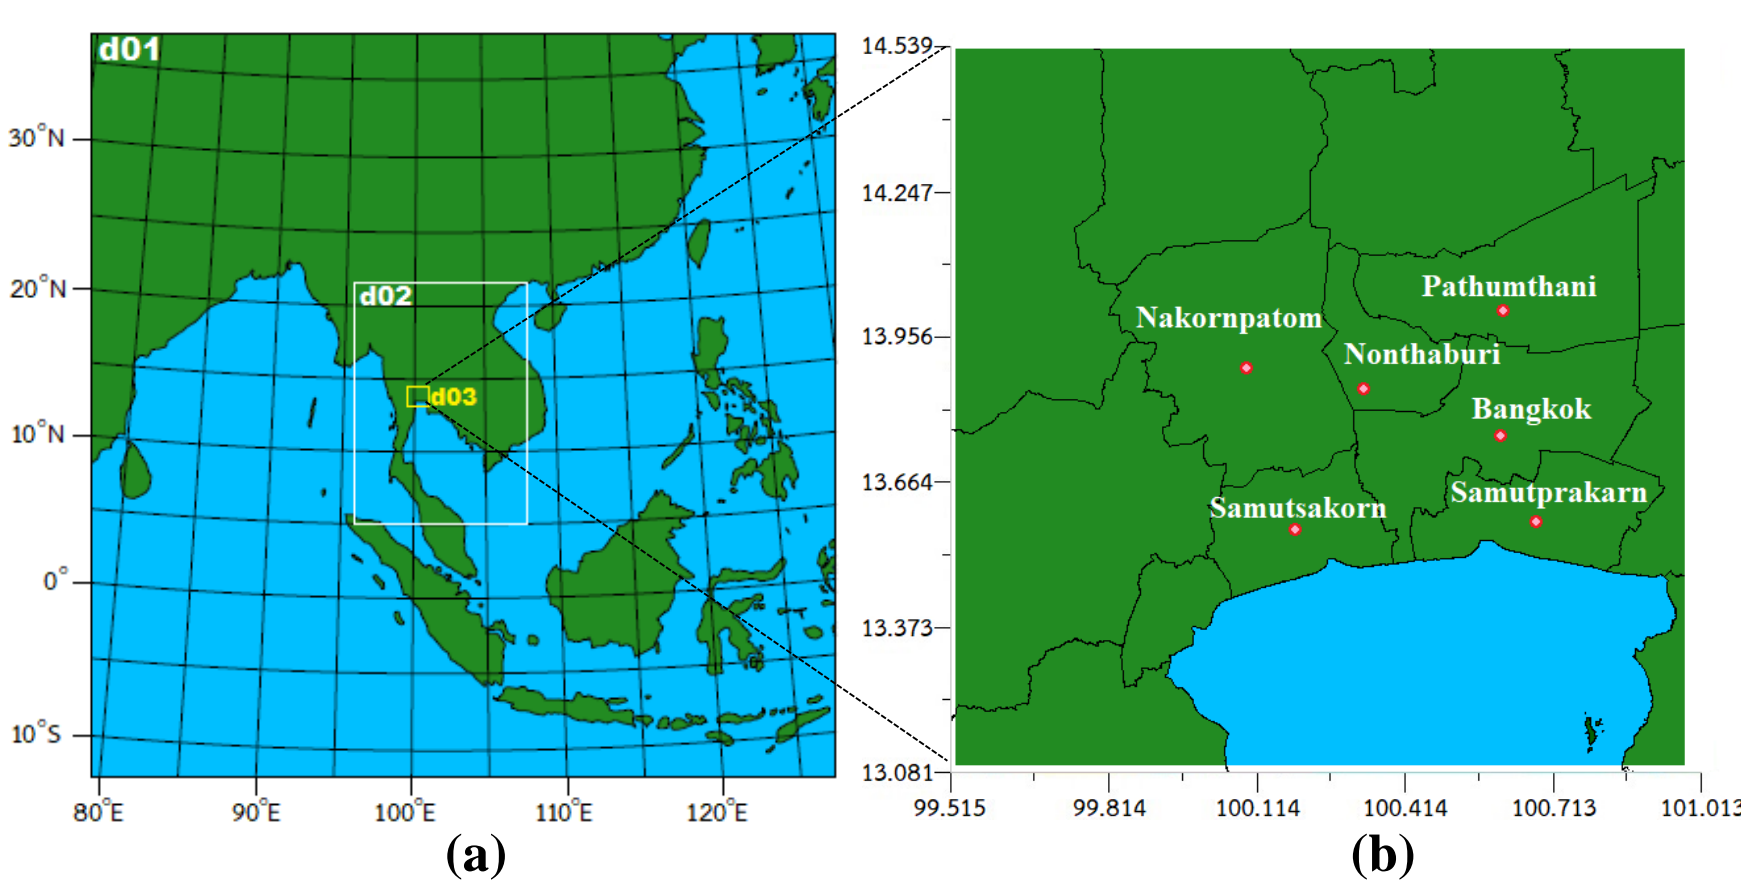 d01
30°N
20°N
10°N
0°
10°S
80°E
90°E
100°E
110°E
120°E
d02
d03
(a)
14.539
14.247
13.956
13.664
13.373
13.081
99.515
99.814
100.114
100.414
100.713
101.013
Pathumthani
Nakornpatom
Nonthaburi
Bangkok
Samutprakarn
Samutsakorn
(b)